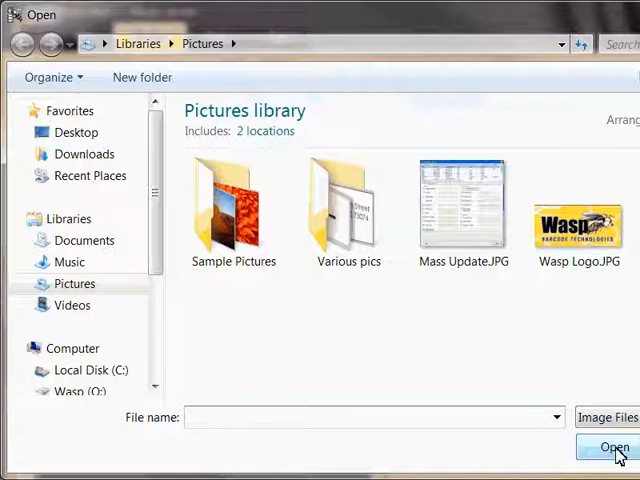 Open
Libraries Pictures
Search
Organize New folder
Favorites
Desktop
Downloads
Recent Places
Libraries
Documents
Music
Pictures
Videos
Computer
Local Disk (C:)
Wasp (O:)
Pictures library
Includes: 2 locations
Arrang
Street
Wasp
BARCODE TECHNOLOGIES
Sample Pictures
Various pics
Mass Update.JPG
Wasp Logo.JPG
File name:
Image Files
Open